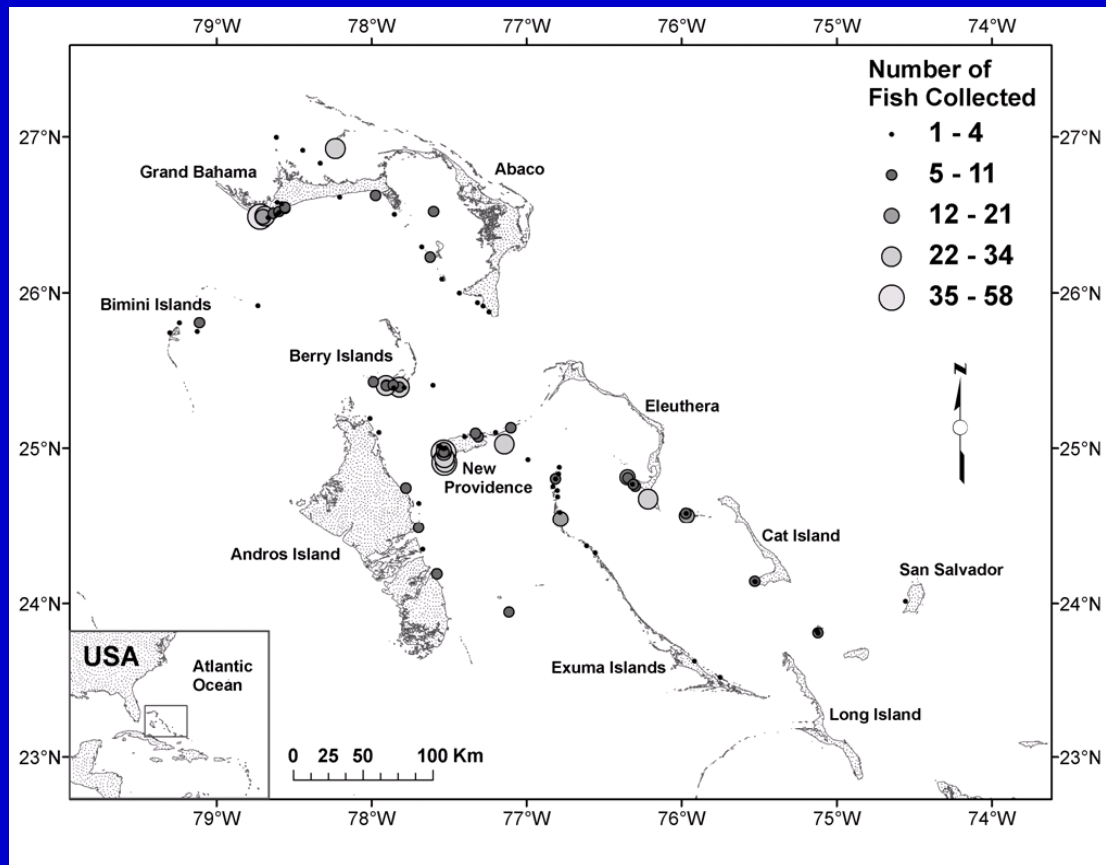 79°W 78°W 77°W 76°W 75°W 74°W
Number of
Fish Collected
1 - 4
5 - 11
12 - 21
22 - 34
35 - 58
27°N 27°N
Grand Bahama
Abaco
26°N 26°N
Bimini Islands
Berry Islands
N
Eleuthera
25°N 25°N
New
Providence
Cat Island
Andros Island
San Salvador
24°N 24°N
USA
Atlantic
Ocean
Exuma Islands
Long Island
0 25 50 100 Km
23°N 23°N
79°W 78°W 77°W 76°W 75°W 74°W